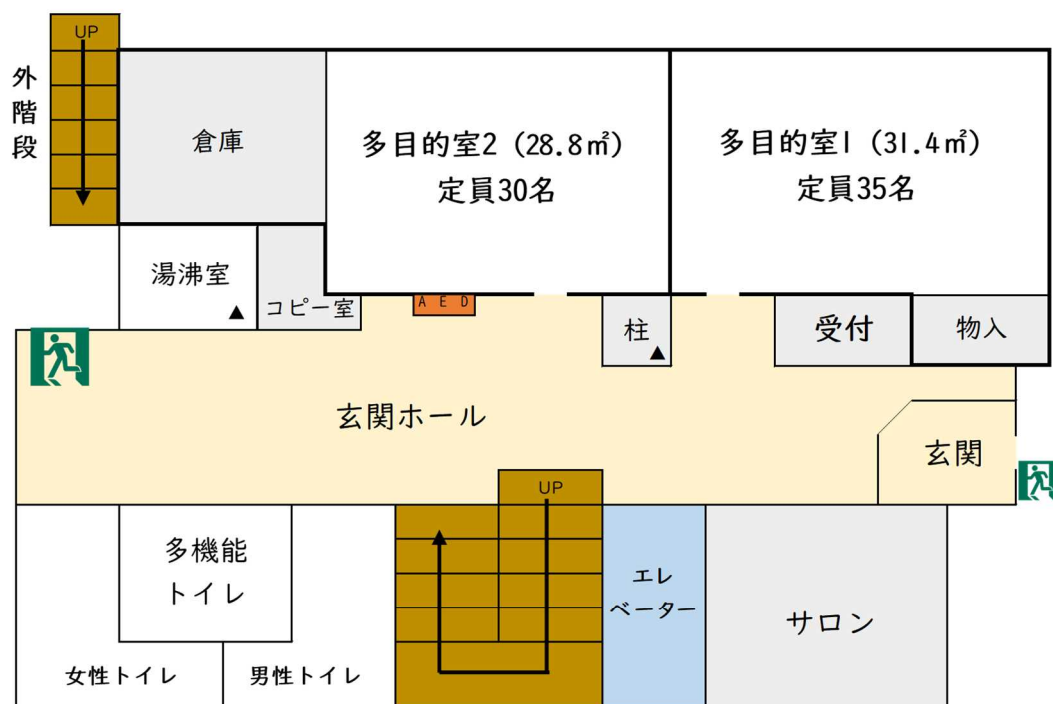 UP
外
階
段
倉庫
多目的室2（28.8㎡）
定員30名
多目的室1（31.4㎡）
定員35名
湯沸室
▲
コピー室
AED
柱
▲
受付
物入
玄関ホール
玄関
UP
多機能
トイレ
エレ
ベーター
サロン
女性トイレ
男性トイレ